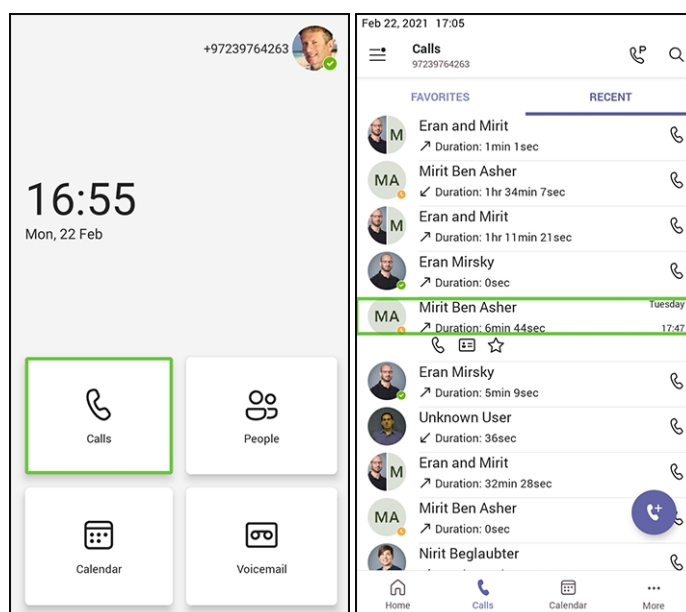 +97239764263
16:55
Mon, 22 Feb
Calls
People
Calendar
Voicemail
Feb 22, 2021 17:05
Calls
97239764263
P
FAVORITES
RECENT
Eran and Mirit
M
Duration: 1min 1sec
Mirit Ben Asher
MA
Duration: 1hr 34min 7sec
Eran and Mirit
M
Duration: 1hr 11min 21sec
Eran Mirsky
Duration: 0sec
Mirit Ben Asher
Tuesday
MA
Duration: 6min 44sec
17:47
Eran Mirsky
Duration: 5min 9sec
Unknown User
Duration: 36sec
Eran and Mirit
M
Duration: 32min 28sec
Mirit Ben Asher
MA
Duration: 0sec
Nirit Beglaubter
Home
Calls
Calendar
More